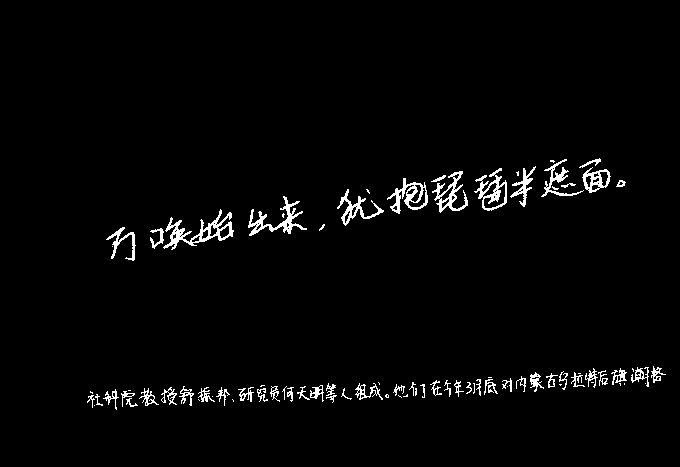 万唤始出来,犹抱琵琶半遮面。
社科院教授舒振邦、研究员何天明等人组成。他们在今年3月底对内蒙古乌拉特后旗潮格